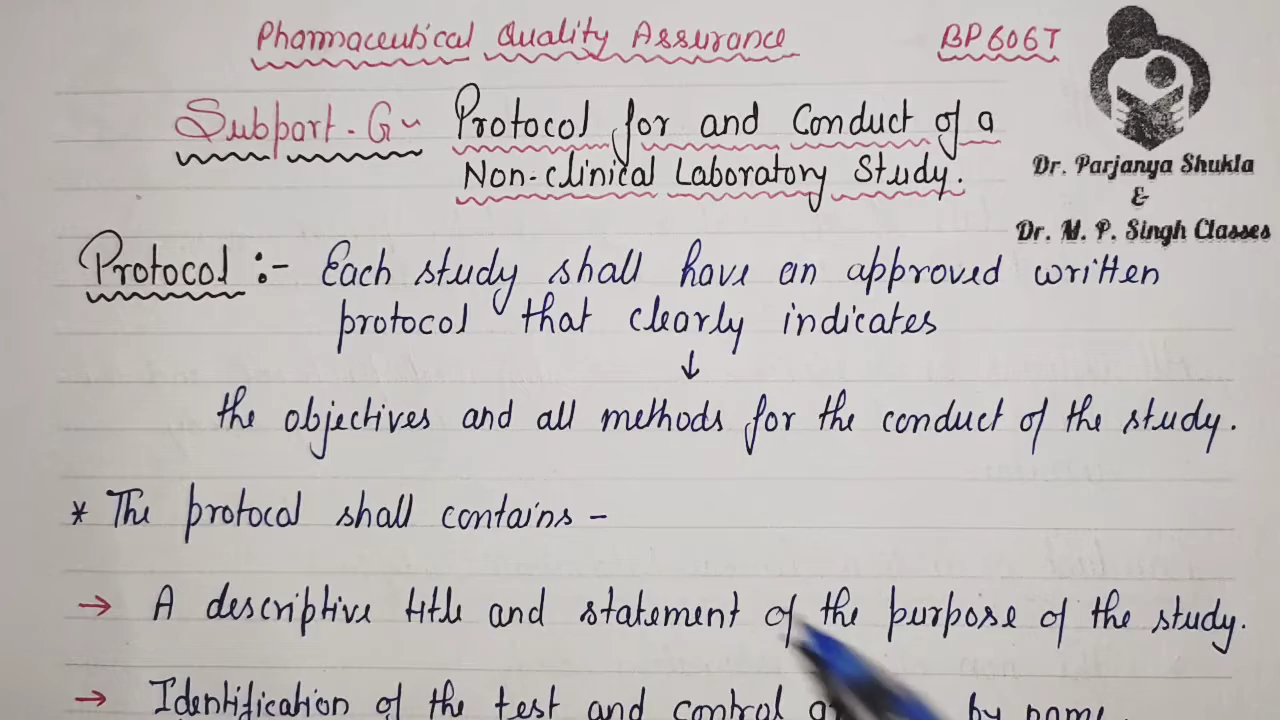 Pharmaceutical Quality Assurance BP606T
Subpart-G- Protocol for and Conduct of a
Non-clinical Laboratory Study.
Dr. Parjanya Shukla
&
Dr. M. P. Singh Classes
Protocol :- Each study shall have an approved written
protocol that clearly indicates
↓
the objectives and all methods for the conduct of the study.
* The protocal shall contains -
→ A descriptive title and statement of the purpose of the study.
→ Identification of the test and control by name.